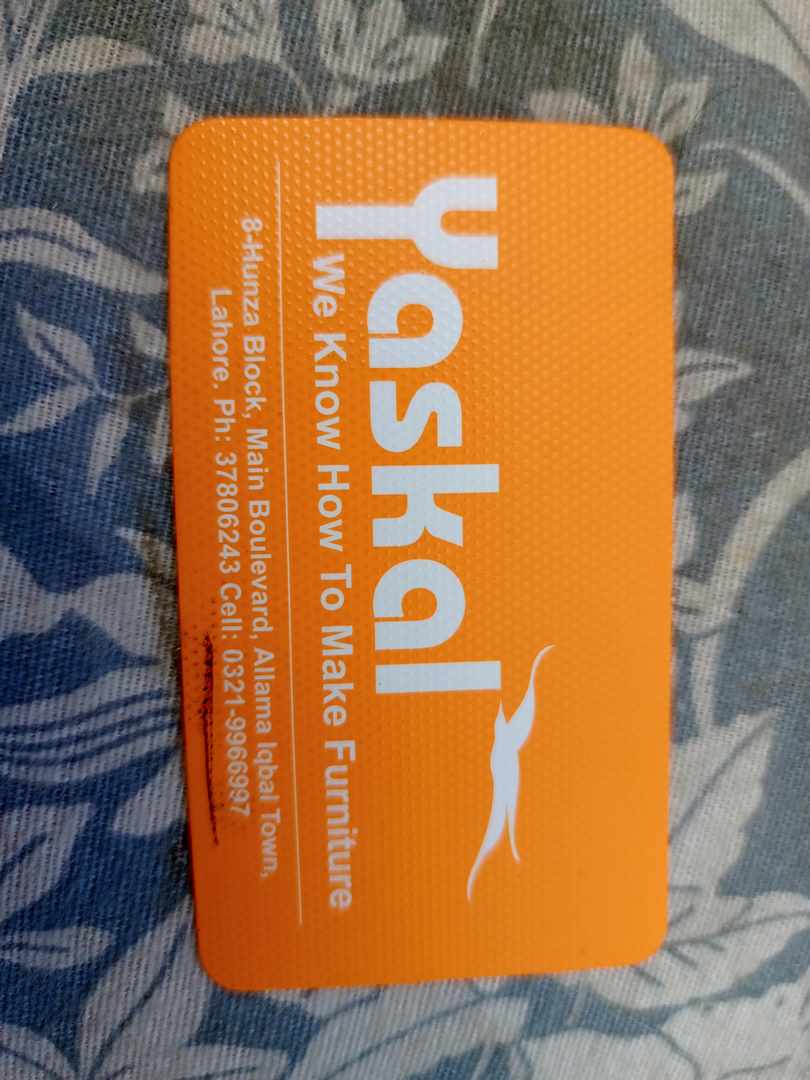 Yaskal
We Know How To Make Furniture
8-Hunza Block, Main Boulevard, Allama Iqbal Town,
Lahore. Ph: 37806243 Cell: 0321-9966997